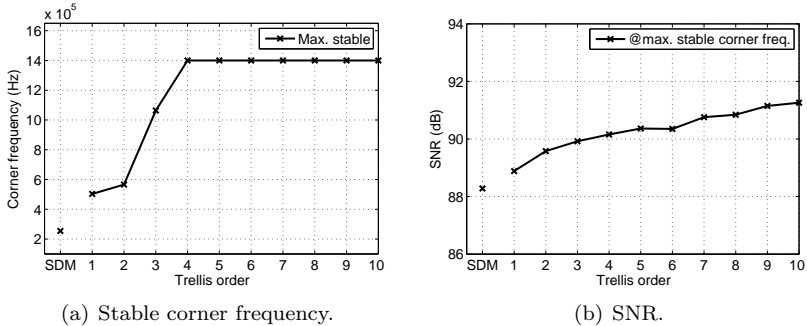 x 10⁵
16
14
12
10
8
6
4
2
Corner frequency (Hz)
Max. stable
SDM 1 2 3 4 5 6 7 8 9 10
Trellis order
(a) Stable corner frequency.
94
92
90
88
86
SNR (dB)
@max. stable corner freq.
SDM 1 2 3 4 5 6 7 8 9 10
Trellis order
(b) SNR.